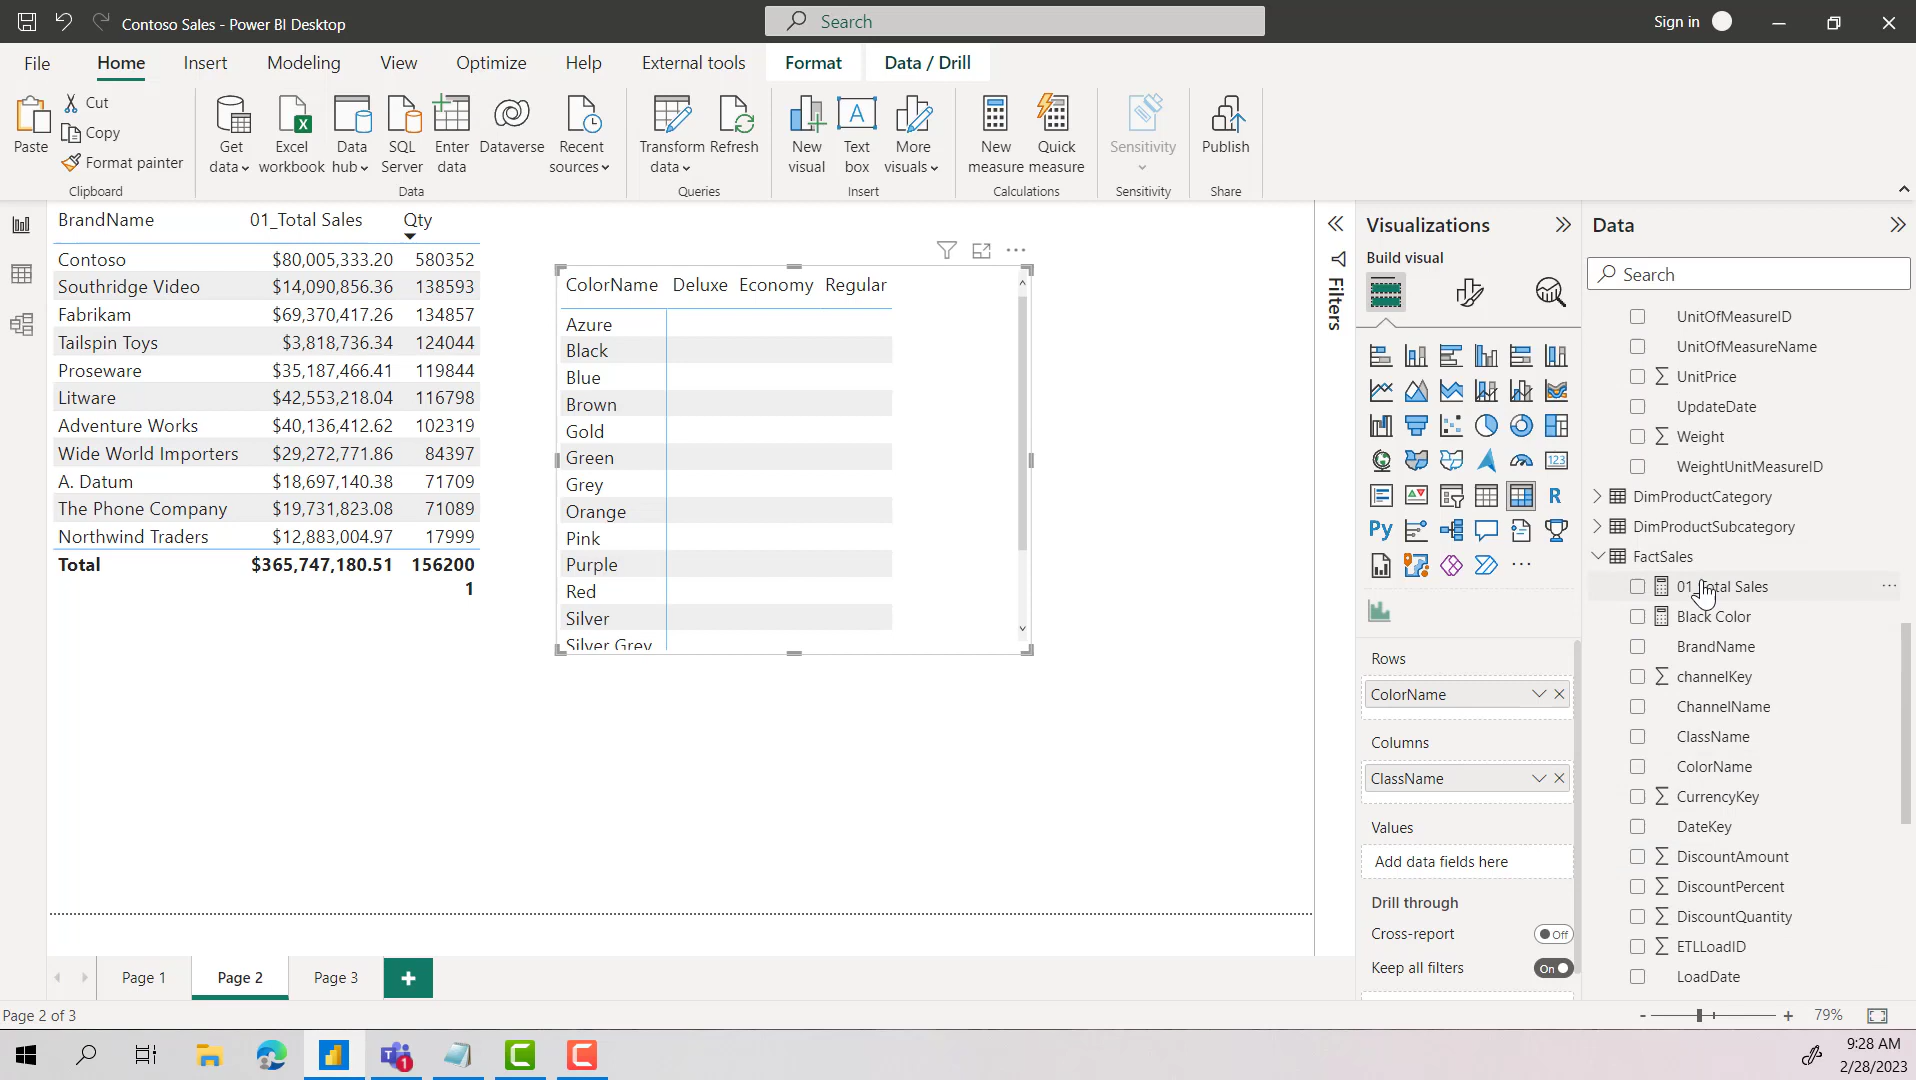 Contoso Sales - Power BI Desktop
Search
Sign in
File
Home
Insert
Modeling
View
Optimize
Help
External tools
Format
Data / Drill
Paste
Cut
Copy
Format painter
Clipboard
Get data
Excel workbook
Data hub
SQL Server
Enter data
Dataverse
Recent sources
Data
Transform data
Refresh
Queries
New visual
A
Text box
More visuals
Insert
New measure
Quick measure
Calculations
Sensitivity
Sensitivity
Publish
Share
BrandName 01_Total Sales Qty
Contoso $80,005,333.20 580352
Southridge Video $14,090,856.36 138593
Fabrikam $69,370,417.26 134857
Tailspin Toys $3,818,736.34 124044
Proseware $35,187,466.41 119844
Litware $42,553,218.04 116798
Adventure Works $40,136,412.62 102319
Wide World Importers $29,272,771.86 84397
A. Datum $18,697,140.38 71709
The Phone Company $19,731,823.08 71089
Northwind Traders $12,883,004.97 17999
Total $365,747,180.51 156200
1
ColorName Deluxe Economy Regular
Azure
Black
Blue
Brown
Gold
Green
Grey
Orange
Pink
Purple
Red
Silver
Silver Grey
Filters
Visualizations
Build visual
123
R
Py
Rows
ColorName
Columns
ClassName
Values
Add data fields here
Drill through
Cross-report
Off
Keep all filters
On
Data
Search
UnitOfMeasureID
UnitOfMeasureName
UnitPrice
UpdateDate
Weight
WeightUnitMeasureID
DimProductCategory
DimProductSubcategory
FactSales
01_Total Sales
Black Color
BrandName
channelKey
ChannelName
ClassName
ColorName
CurrencyKey
DateKey
DiscountAmount
DiscountPercent
DiscountQuantity
ETLLoadID
LoadDate
Page 1
Page 2
Page 3
+
Page 2 of 3
- + 79%
1
9:28 AM
2/28/2023